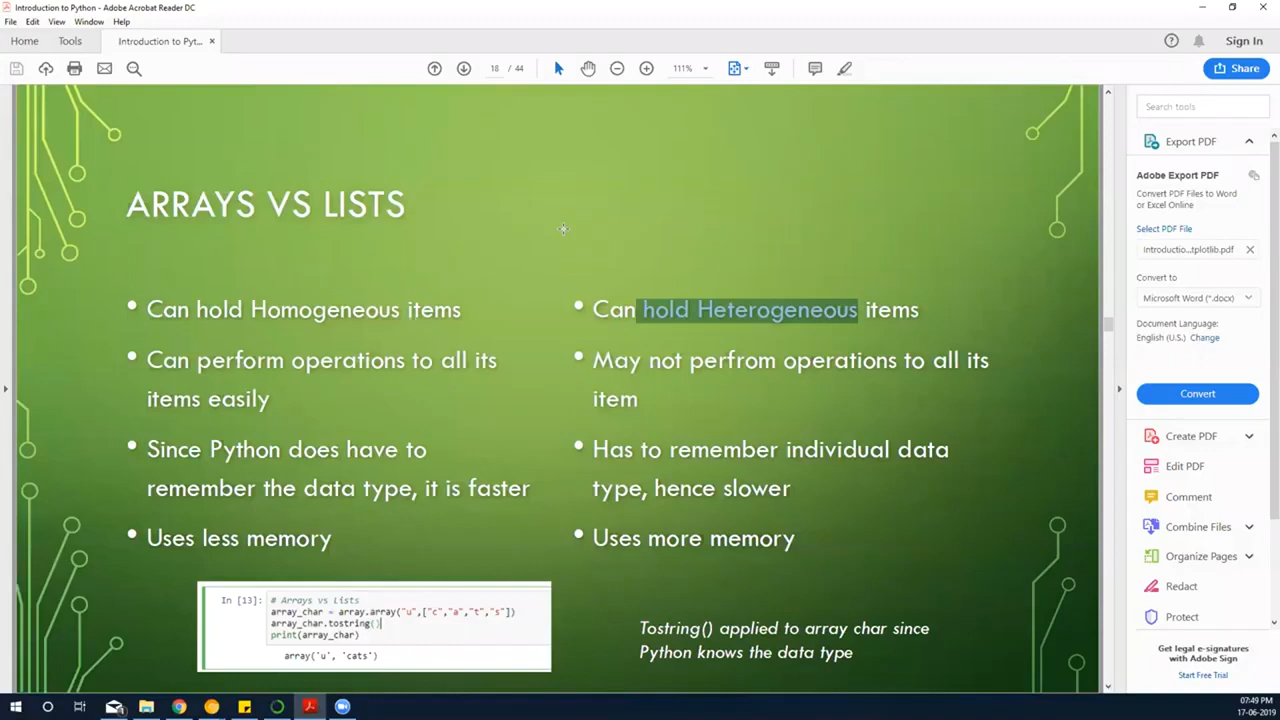 Introduction to Python - Adobe Acrobat Reader DC
File Edit View Window Help
Home Tools Introduction to Pyt... ×
18 / 44 111%
Sign In
Share
ARRAYS VS LISTS
• Can hold Homogeneous items
• Can perform operations to all its
items easily
• Since Python does have to
remember the data type, it is faster
• Uses less memory
• Can hold Heterogeneous items
• May not perfrom operations to all its
item
• Has to remember individual data
type, hence slower
• Uses more memory
In [13]: # Arrays vs Lists
array_char = array.array("u",["c","a","t","s"])
array_char.tostring()
print(array_char)
array('u', 'cats')
Tostring() applied to array char since
Python knows the data type
Search tools
Export PDF
Adobe Export PDF
Convert PDF Files to Word
or Excel Online
Select PDF File
Introductio...tplotlib.pdf ×
Convert to
Microsoft Word (*.docx)
Document Language:
English (U.S.) Change
Convert
Create PDF
Edit PDF
Comment
Combine Files
Organize Pages
Redact
Protect
Get legal e-signatures
with Adobe Sign
Start Free Trial
07:49 PM
17-06-2019